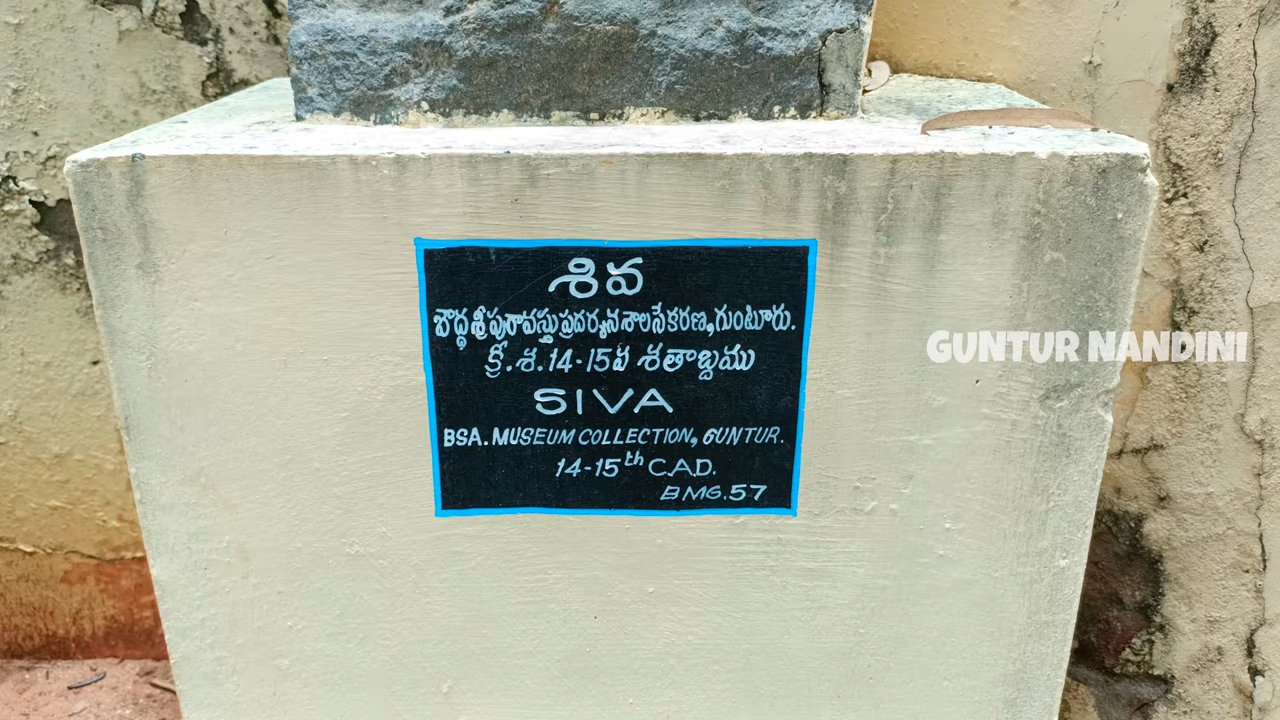 శివ
బౌద్ధశ్రీ పురావస్తు ప్రదర్శన శాల సేకరణ, గుంటూరు.
క్రీ.శ.14-15వ శతాబ్దము
SIVA
BSA. MUSEUM COLLECTION, GUNTUR.
14-15th C.A.D.
BMG.57
GUNTUR NANDINI